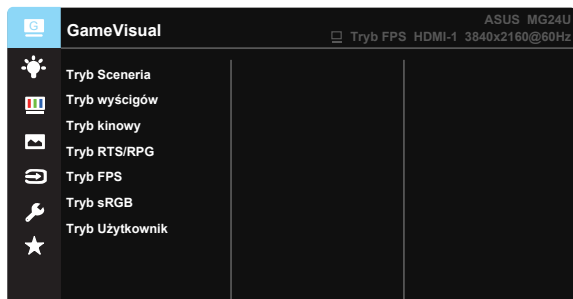 G
GameVisual
ASUS MG24U
Tryb FPS HDMI-1 3840x2160@60Hz
Tryb Sceneria
Tryb wyścigów
Tryb kinowy
Tryb RTS/RPG
Tryb FPS
Tryb sRGB
Tryb Użytkownik